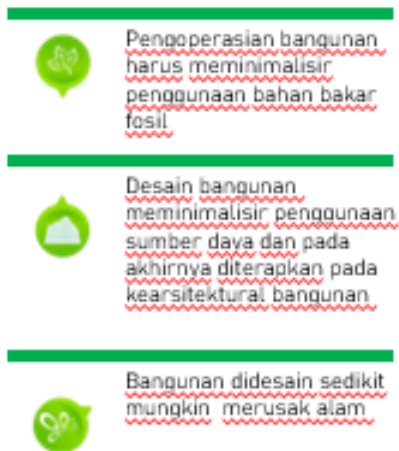 Pengoperasian bangunan
harus meminimalisir
penggunaan bahan bakar
fosil
Desain bangunan
meminimalisir penggunaan
sumber daya dan pada
akhirnya diterapkan pada
kearsitektural bangunan
Bangunan didesain sedikit
mungkin merusak alam